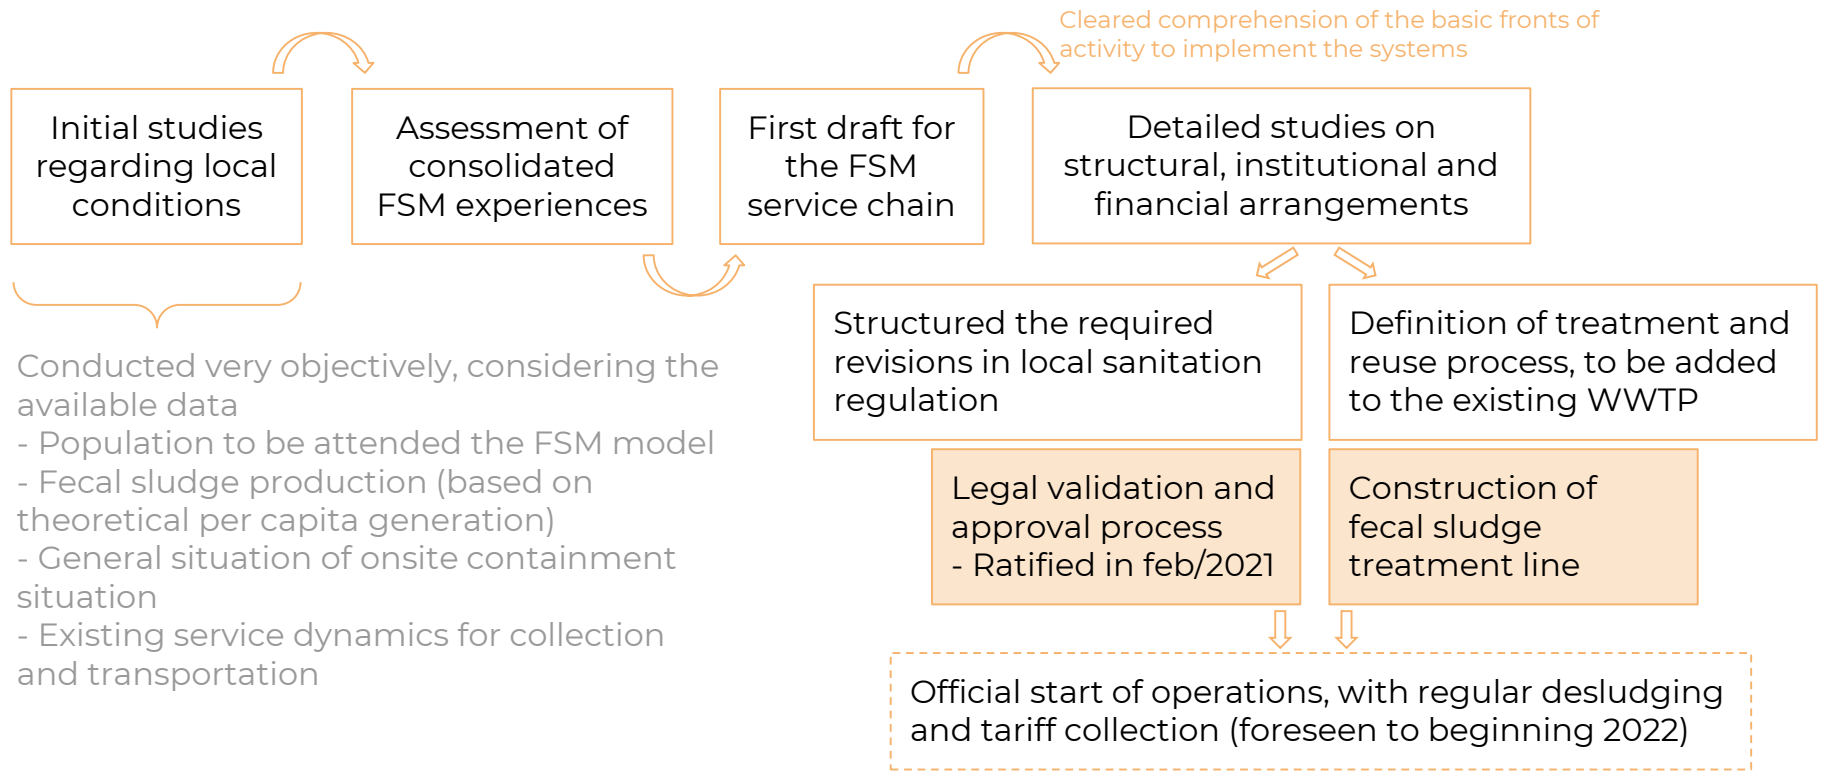 Cleared comprehension of the basic fronts of
activity to implement the systems
Initial studies
regarding local
conditions
Assessment of
consolidated
FSM experiences
First draft for
the FSM
service chain
Detailed studies on
structural, institutional and
financial arrangements
Conducted very objectively, considering the
available data
- Population to be attended the FSM model
- Fecal sludge production (based on
theoretical per capita generation)
- General situation of onsite containment
situation
- Existing service dynamics for collection
and transportation
Structured the required
revisions in local sanitation
regulation
Definition of treatment and
reuse process, to be added
to the existing WWTP
Legal validation and
approval process
- Ratified in feb/2021
Construction of
fecal sludge
treatment line
Official start of operations, with regular desludging
and tariff collection (foreseen to beginning 2022)